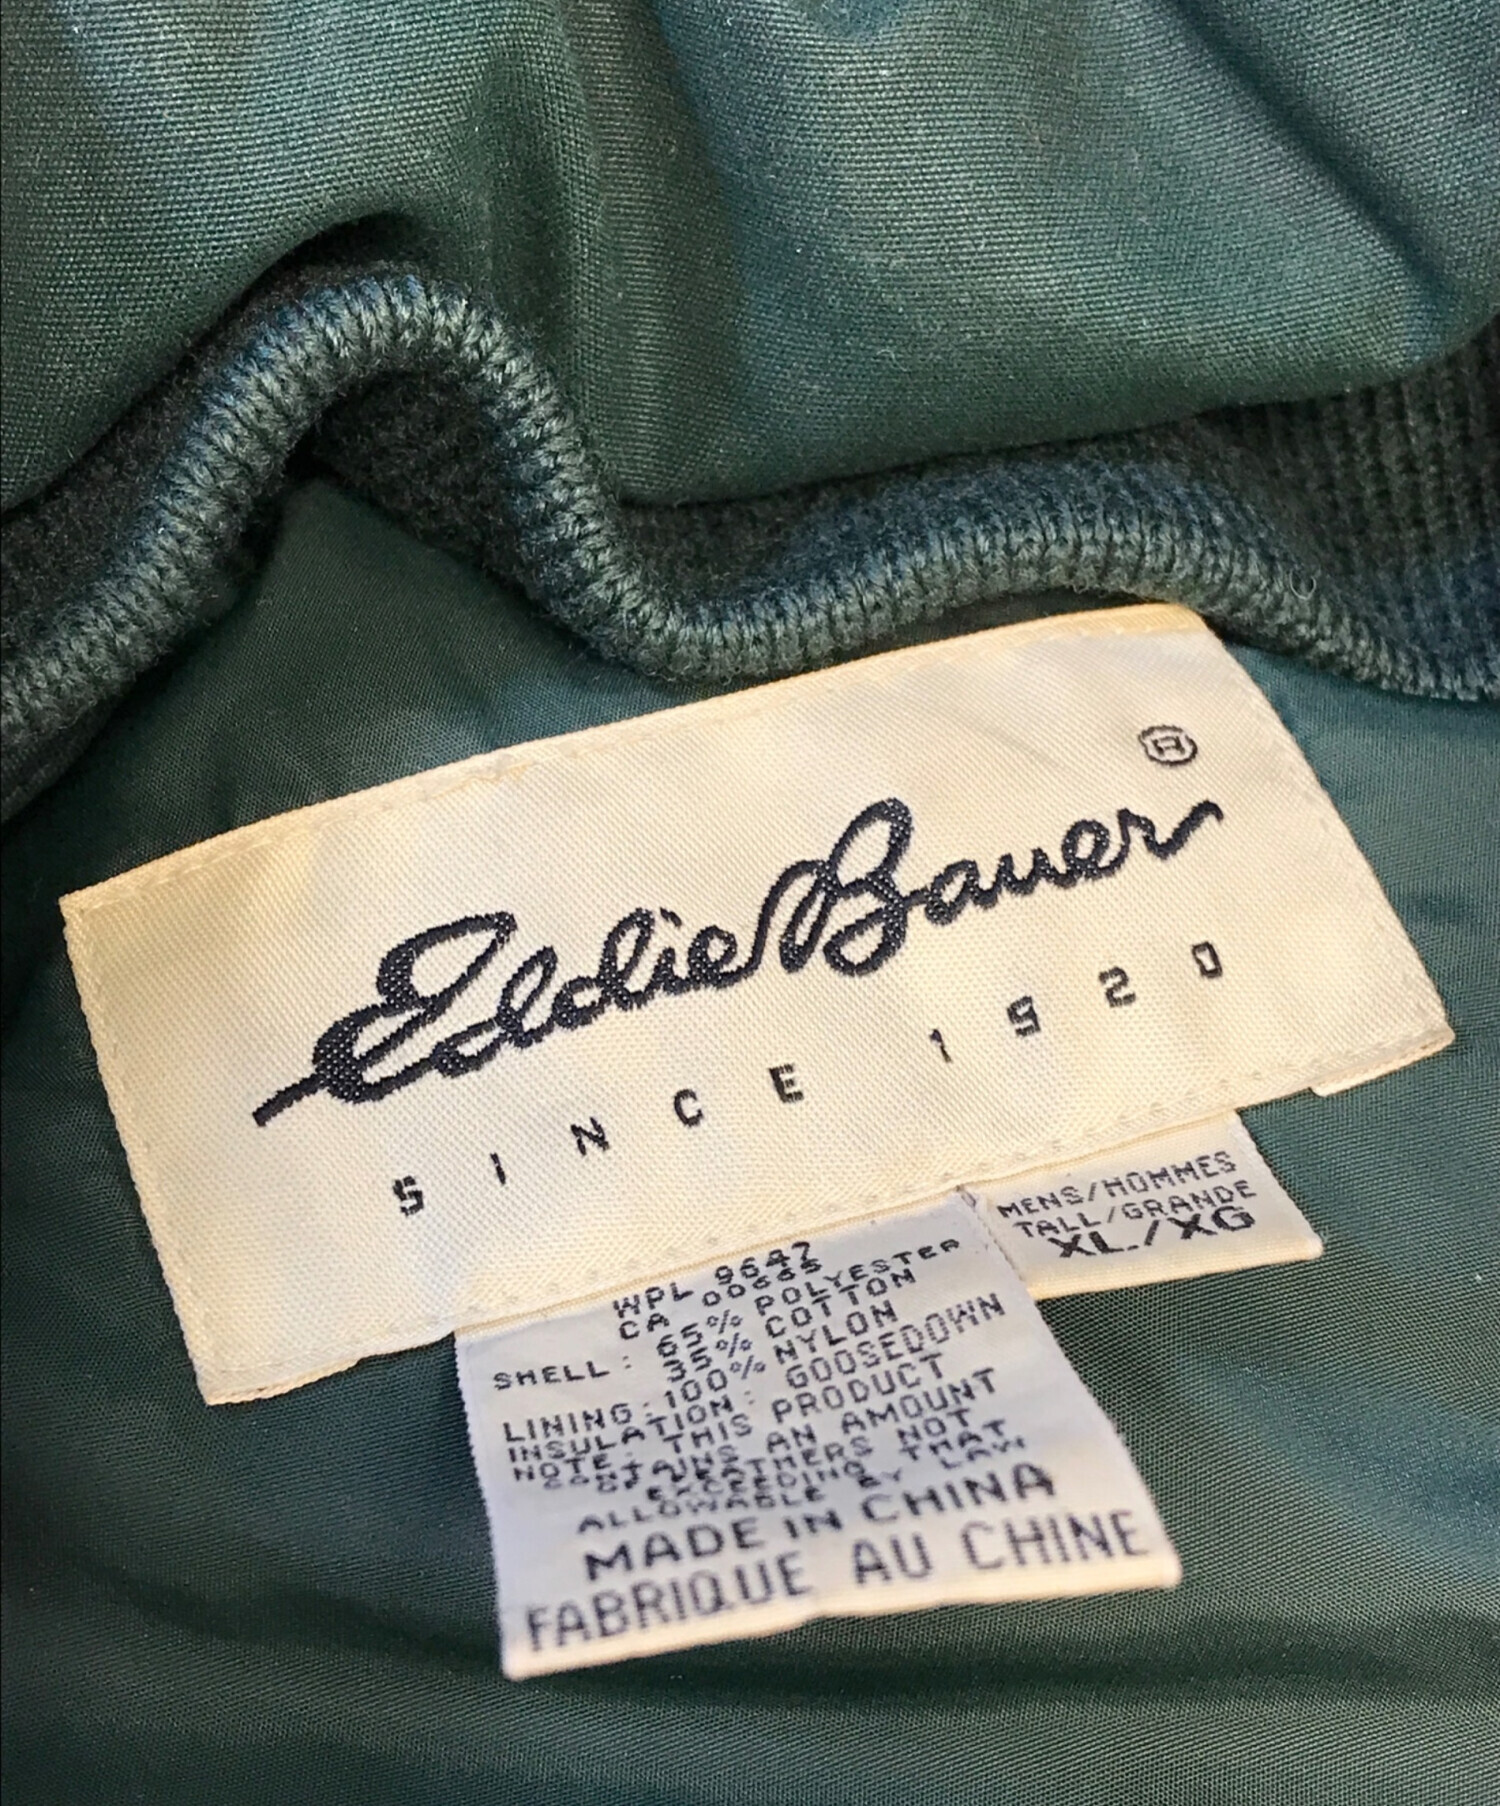 ®
Eddie Bauer
SINCE 1920
MENS/HOMMES
TALL/GRANDE
XL./XG
WPL 9647
CA 00666
65% POLYESTER
SHELL: 35% COTTON
LINING: 100% NYLON
INSULATION: GOOSEDOWN
NOTE: THIS PRODUCT
CONTAINS AN AMOUNT
OF FEATHERS NOT
EXCEEDING THAT
ALLOWABLE BY LAW
MADE IN CHINA
FABRIQUE AU CHINE